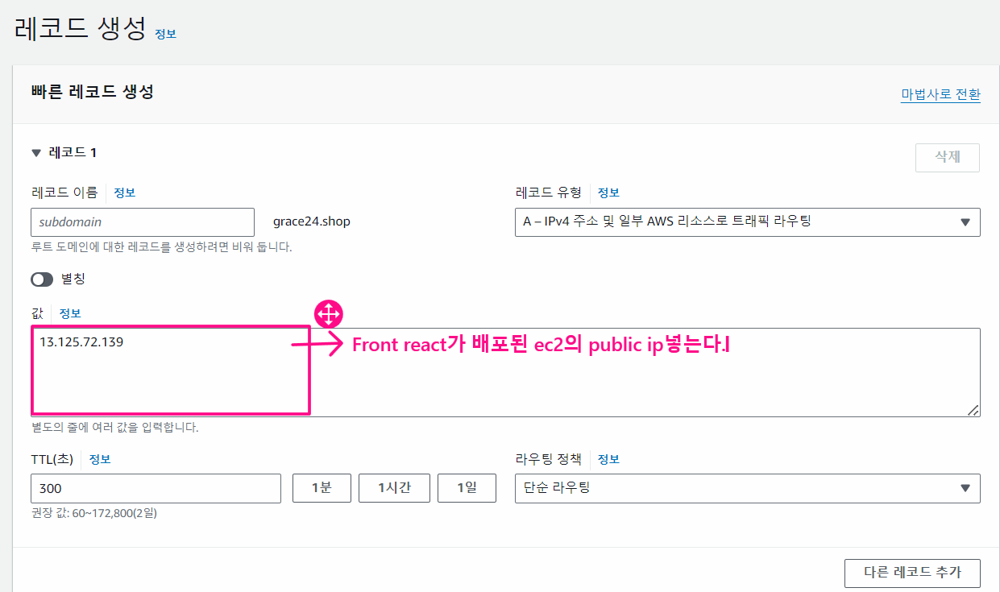 레코드 생성 정보
빠른 레코드 생성
마법사로 전환
레코드 1
삭제
레코드 이름 정보
레코드 유형 정보
subdomain
grace24.shop
A – IPv4 주소 및 일부 AWS 리소스로 트래픽 라우팅
루트 도메인에 대한 레코드를 생성하려면 비워 둡니다.
별칭
값 정보
13.125.72.139
Front react가 배포된 ec2의 public ip넣는다.
별도의 줄에 여러 값을 입력합니다.
TTL(초) 정보
라우팅 정책 정보
300
1분
1시간
1일
단순 라우팅
권장 값: 60~172,800(2일)
다른 레코드 추가